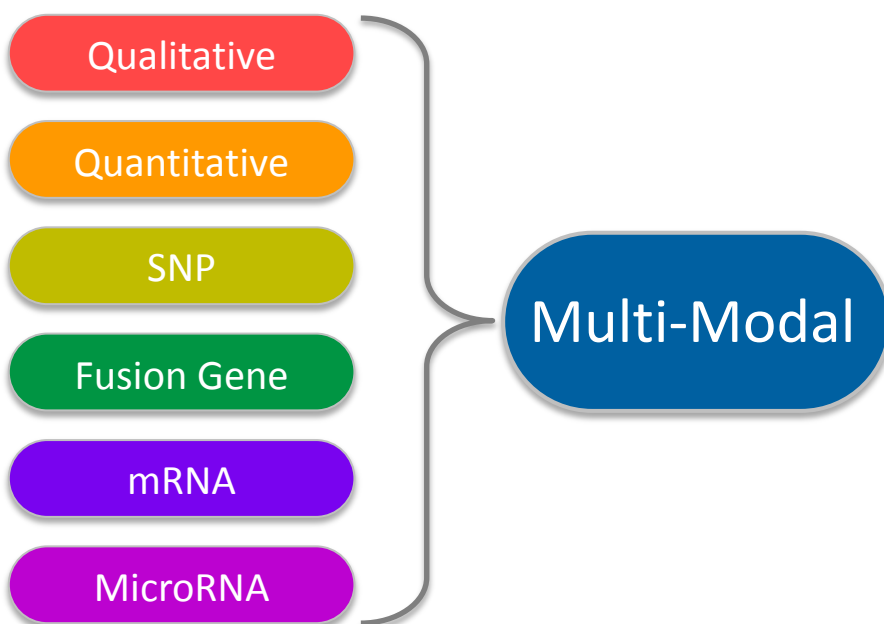 Qualitative
Quantitative
SNP
Fusion Gene
mRNA
MicroRNA
Multi-Modal